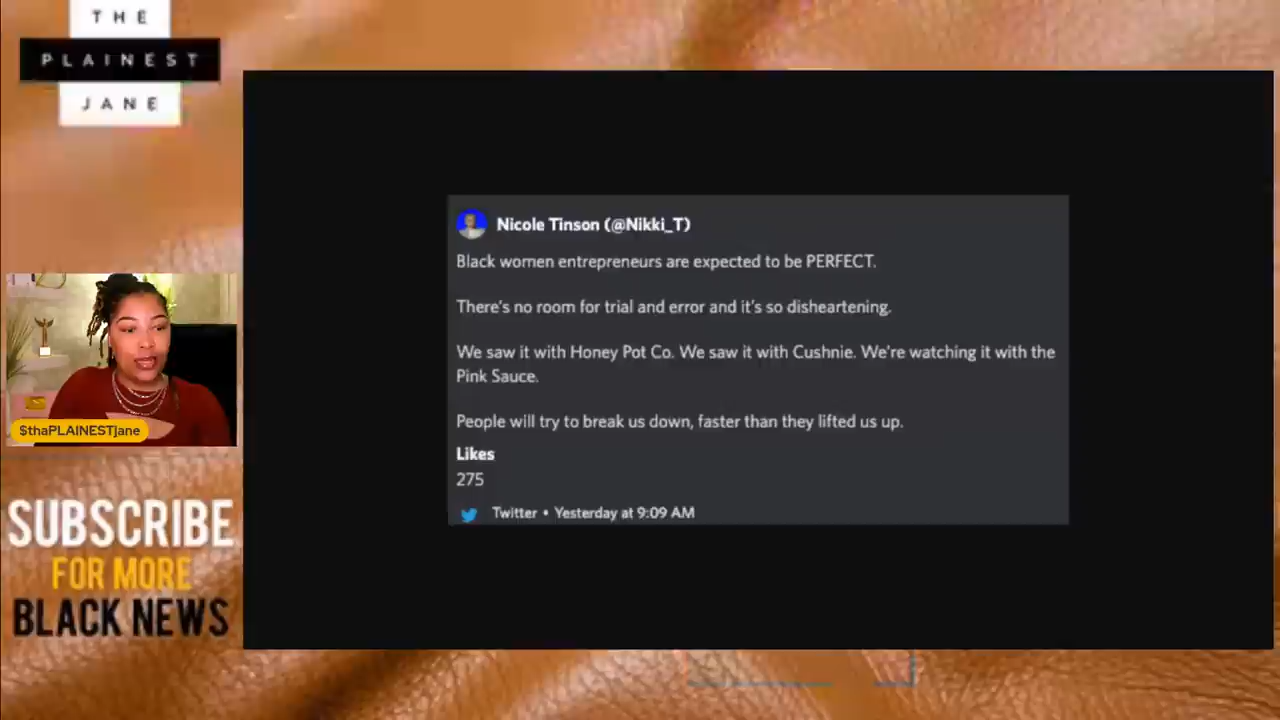 THE
PLAINEST
JANE
Nicole Tinson (@Nikki_T)
Black women entrepreneurs are expected to be PERFECT.
There's no room for trial and error and it's so disheartening.
We saw it with Honey Pot Co. We saw it with Cushnie. We're watching it with the
Pink Sauce.
People will try to break us down, faster than they lifted us up.
Likes
275
Twitter • Yesterday at 9:09 AM
$thaPLAINESTjane
SUBSCRIBE
FOR MORE
BLACK NEWS